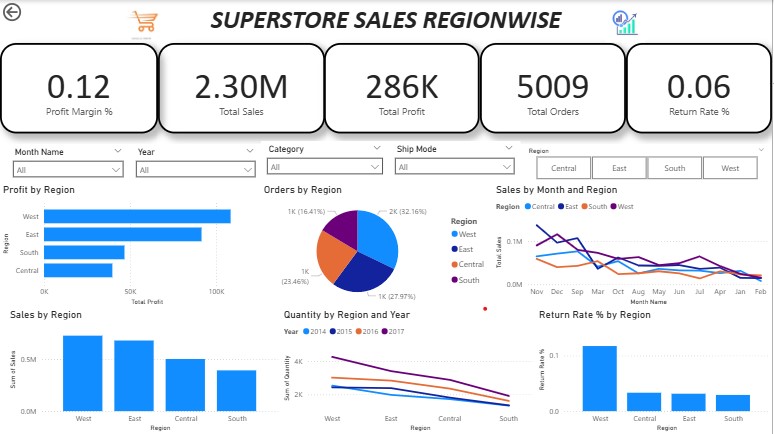 SUPERSTORE SALES REGIONWISE
0.12
Profit Margin %
2.30M
Total Sales
286K
Total Profit
5009
Total Orders
0.06
Return Rate %
Month Name
All
Year
All
Category
All
Ship Mode
All
Region
Central
East
South
West
Profit by Region
Region
West
East
South
Central
0K
50K
100K
Total Profit
Orders by Region
1K (16.41%)
2K (32.16%)
1K
(23.46%)
1K (27.97%)
Region
West
East
Central
South
Sales by Month and Region
Region Central East South West
Total Sales
0.1M
0.0M
Nov Dec Sep Mar Oct Aug May Jun Jul Apr Jan Feb
Month Name
Sales by Region
Sum of Sales
0.5M
0.0M
West East Central South
Region
Quantity by Region and Year
Year 2014 2015 2016 2017
Sum of Quantity
4K
2K
West East Central South
Region
Return Rate % by Region
Return Rate %
0.1
0.0
West Central East South
Region